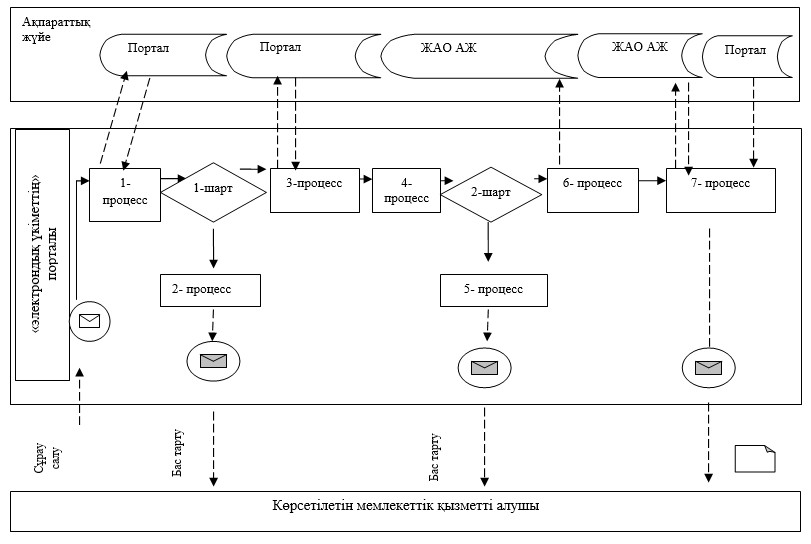 Ақпараттық
жүйе
Портал
Портал
ЖАО АЖ
ЖАО АЖ
Портал
«электрондық үкіметтің»
порталы
1-
процесс
1-шарт
3-процесс
4-
процесс
2-шарт
6- процесс
7- процесс
2- процесс
5- процесс
Сұрау
салу
Бас тарту
Бас тарту
Көрсетілетін мемлекеттік қызметті алушы